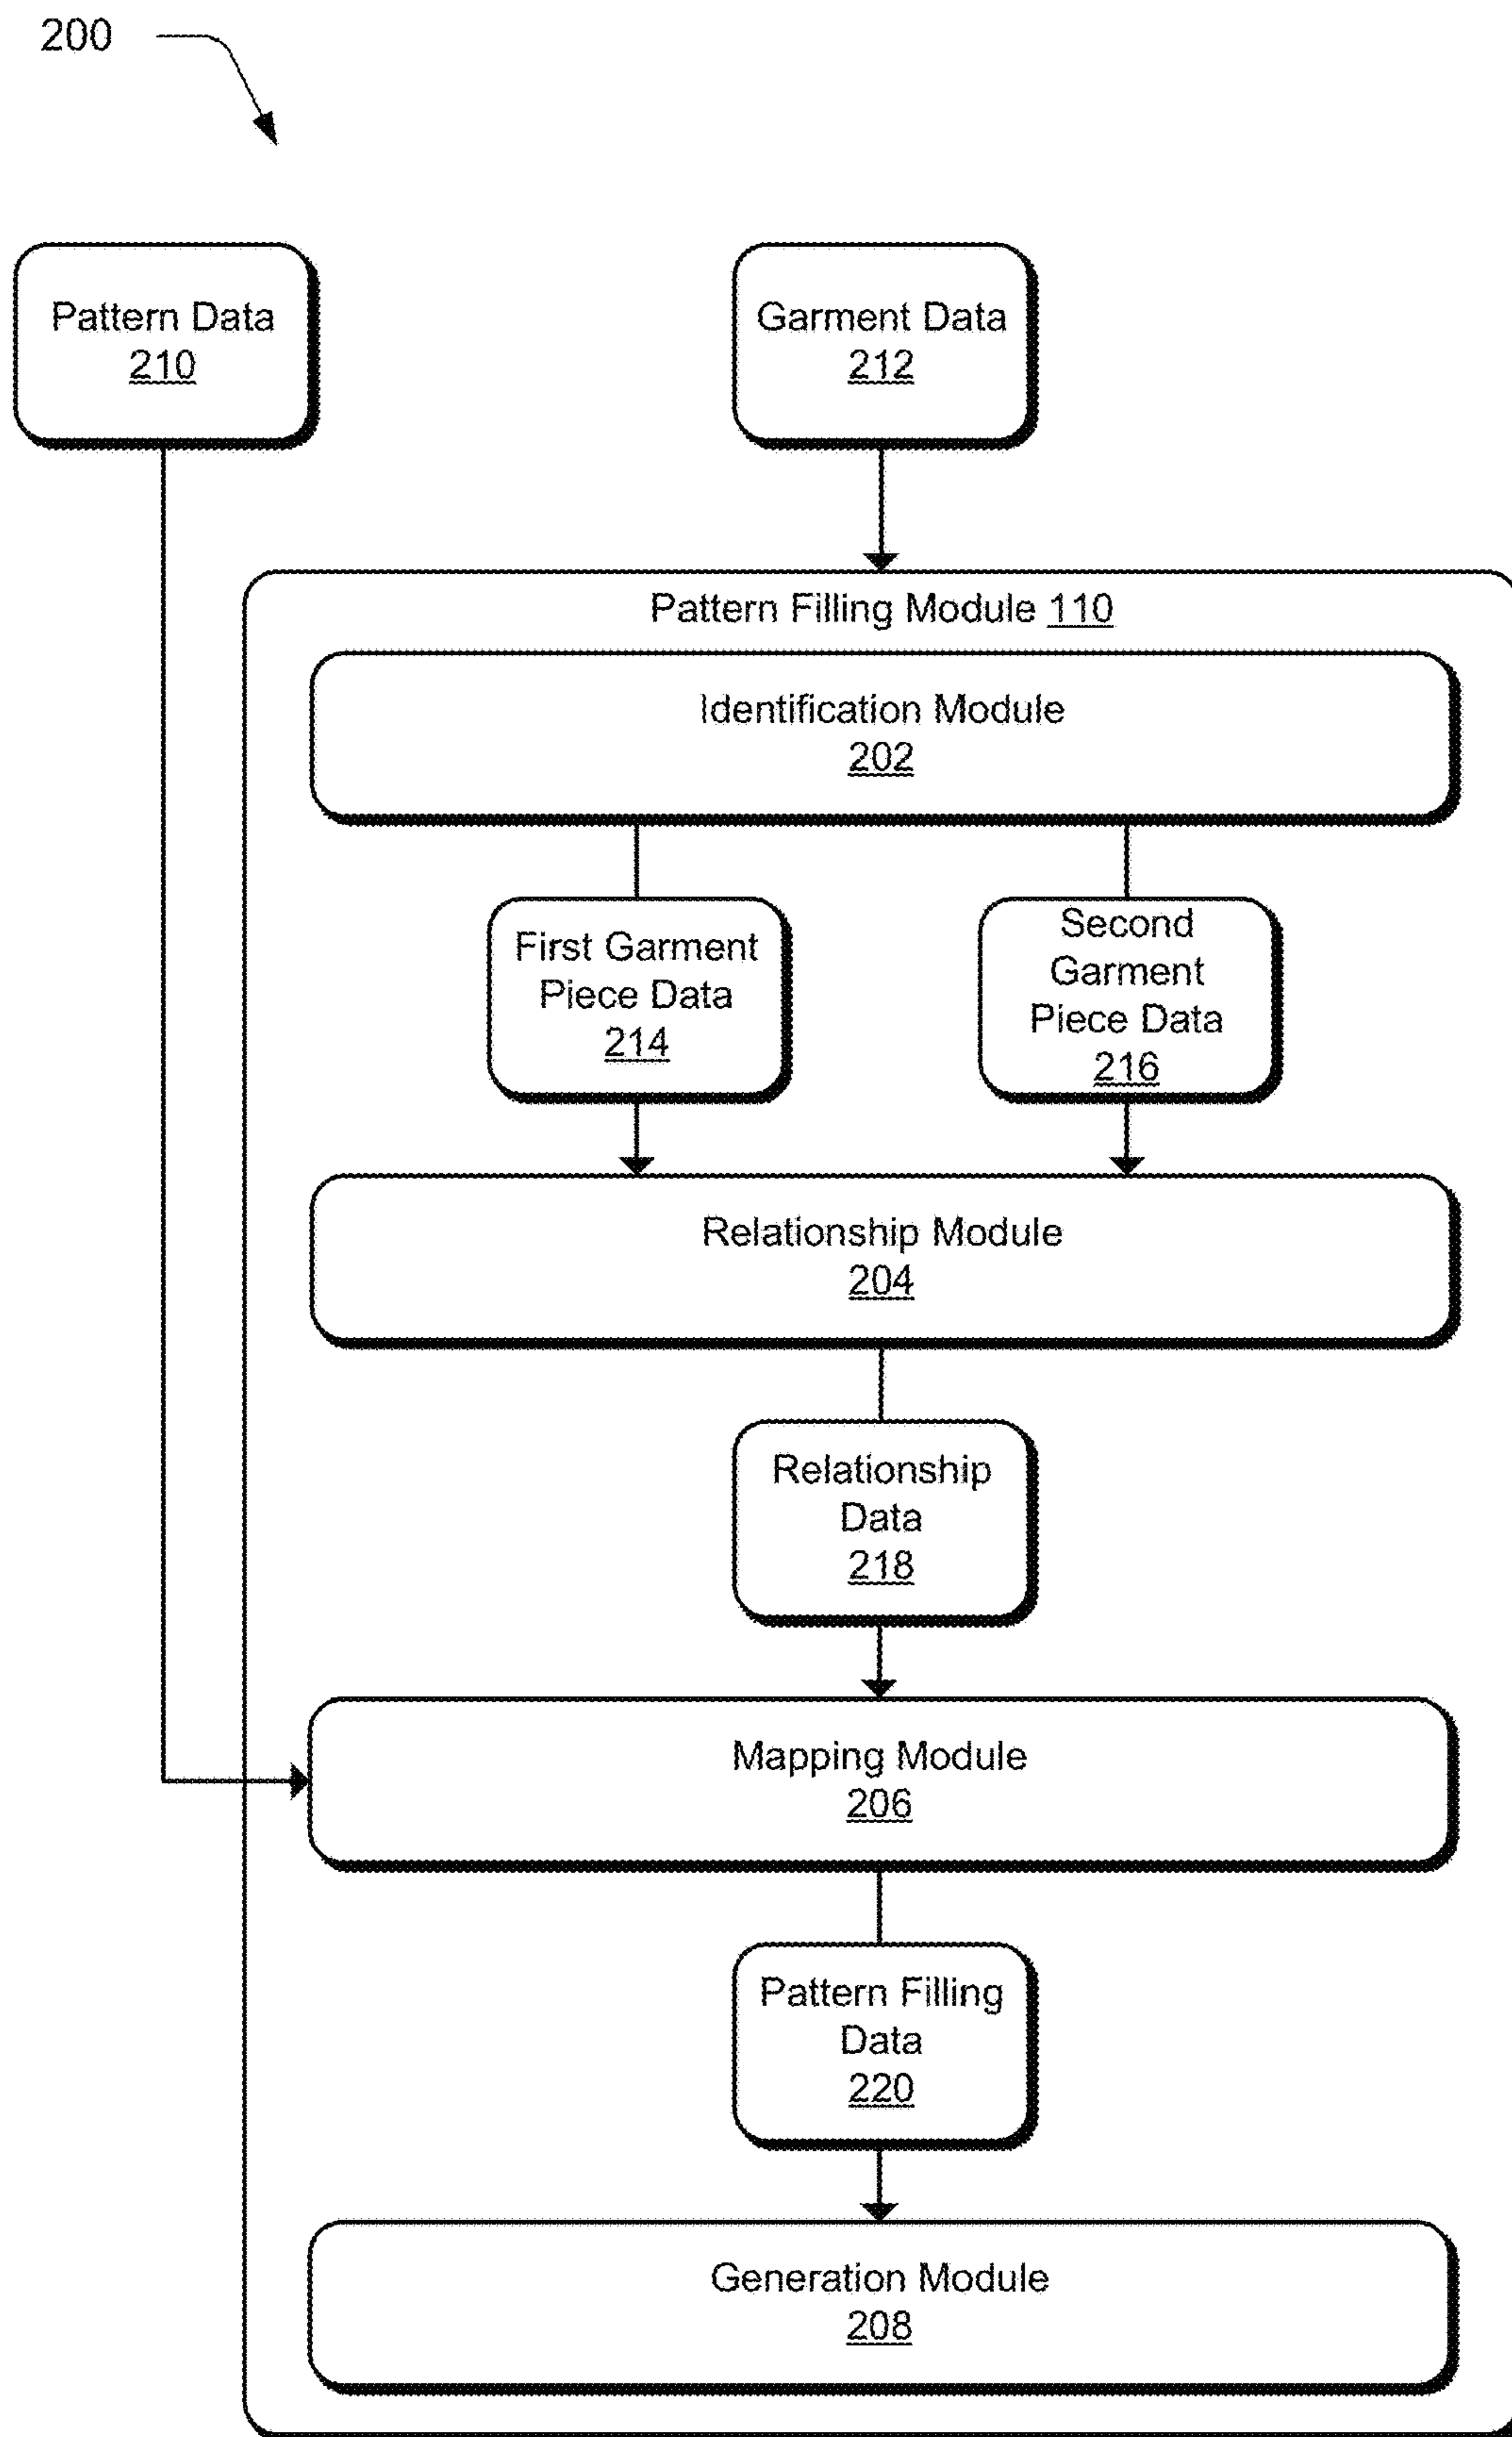 200
Pattern Data
210
Garment Data
212
Pattern Filling Module 110
Identification Module
202
First Garment
Piece Data
214
Second
Garment
Piece Data
216
Relationship Module
204
Relationship
Data
218
Mapping Module
206
Pattern Filling
Data
220
Generation Module
208